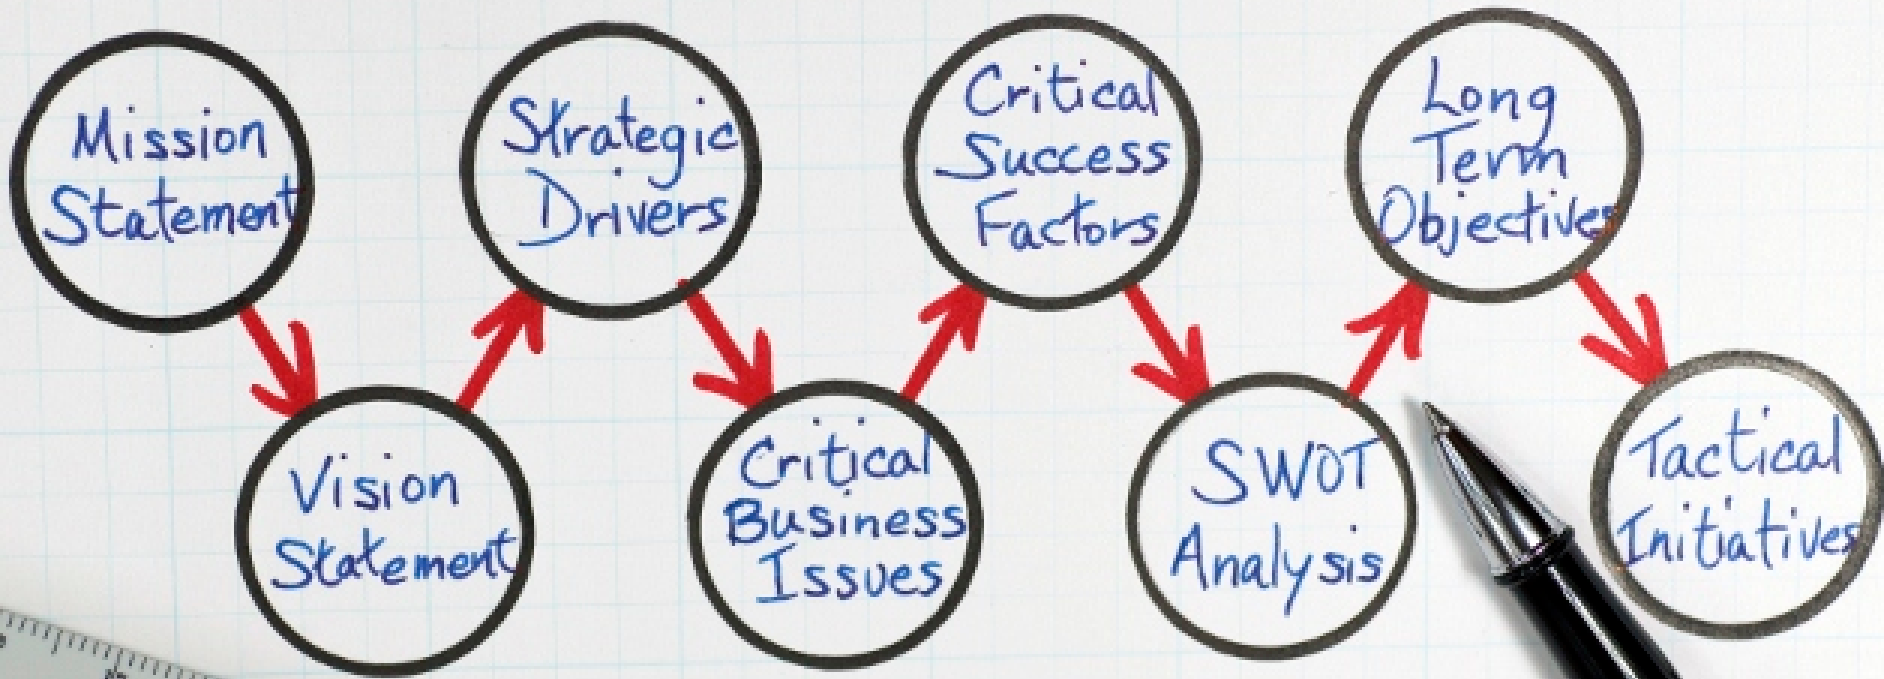 Mission
Statement
Vision
Statement
Strategic
Drivers
Critical
Business
Issues
Critical
Success
Factors
SWOT
Analysis
Long
Term
Objectives
Tactical
Initiatives